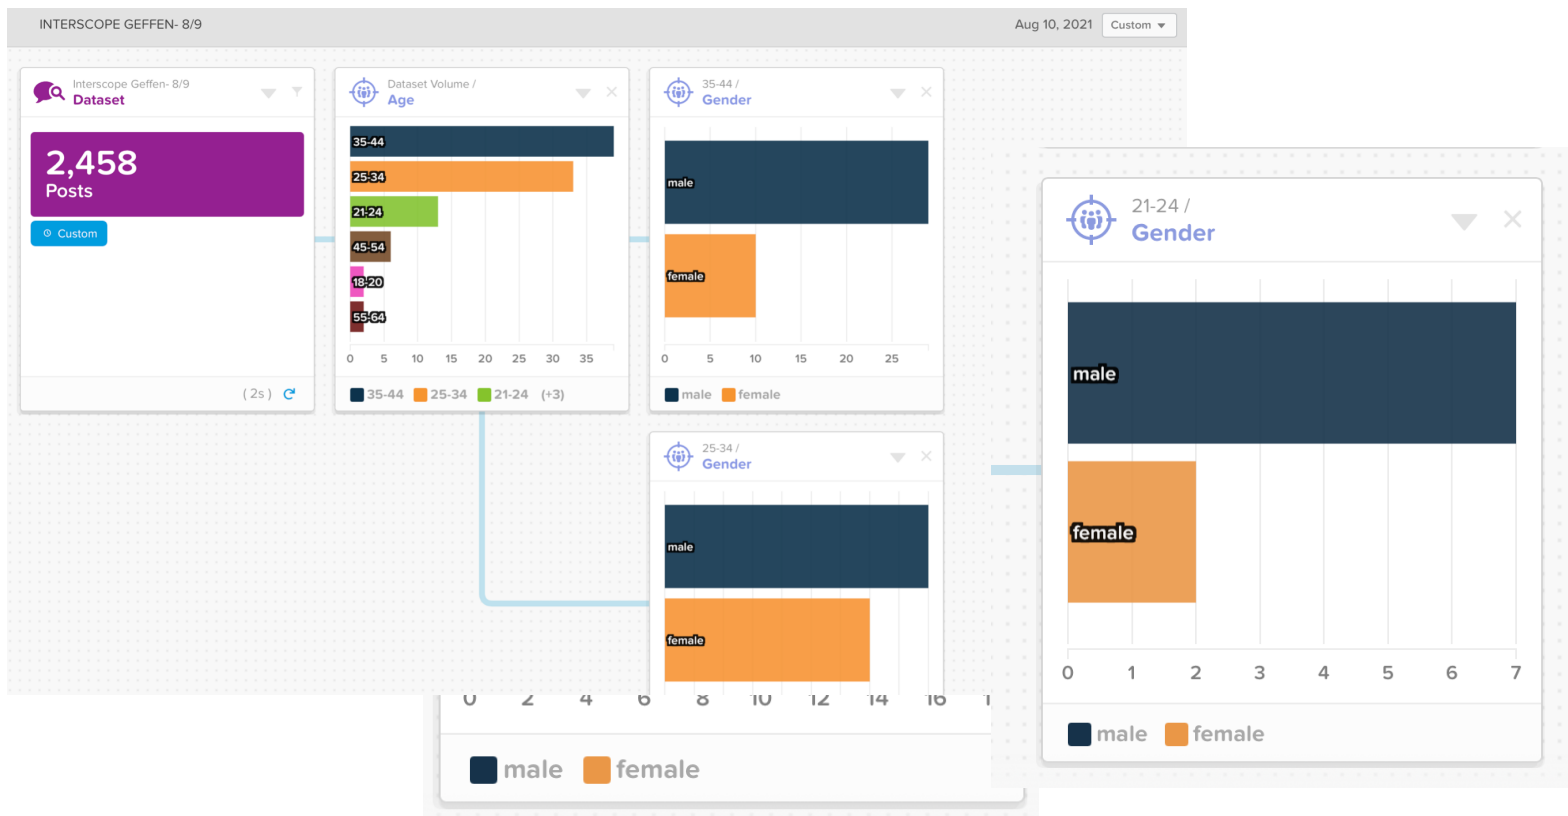 INTERSCOPE GEFFEN- 8/9
Aug 10, 2021 Custom
Interscope Geffen- 8/9
Dataset
2,458
Posts
Custom
(2s)
Dataset Volume /
Age
35-44
25-34
21-24
45-54
18-20
55-64
0 5 10 15 20 25 30 35
35-44 25-34 21-24 (+3)
35-44 /
Gender
male
female
0 5 10 15 20 25
male female
25-34 /
Gender
male
female
0 2 4 6 8 10 12 14 16
male female
21-24 /
Gender
male
female
0 1 2 3 4 5 6 7
male female